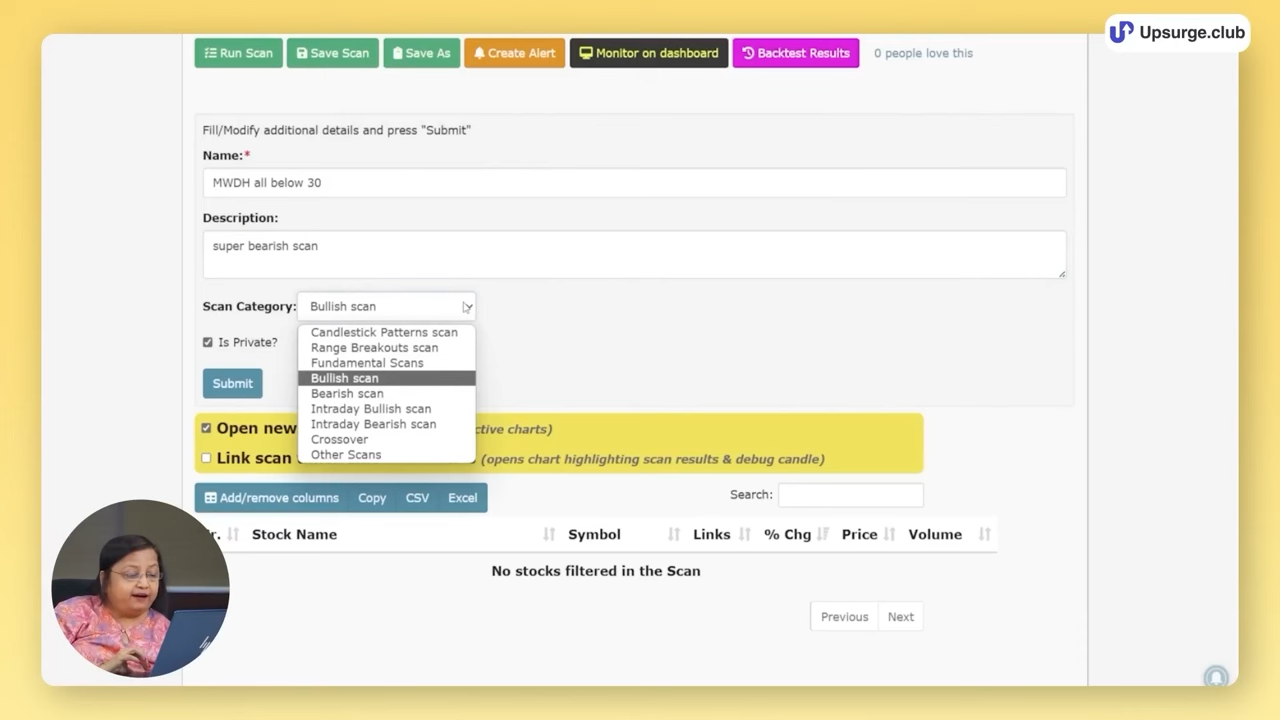 Upsurge.club
Run Scan Save Scan Save As Create Alert Monitor on dashboard Backtest Results 0 people love this
Fill/Modify additional details and press "Submit"
Name:*
MWDH all below 30
Description:
super bearish scan
Scan Category: Bullish scan
Candlestick Patterns scan
Is Private?
Range Breakouts scan
Fundamental Scans
Bullish scan
Submit
Bearish scan
Intraday Bullish scan
Intraday Bearish scan
Crossover
Other Scans
Open new ctive charts)
Link scan (opens chart highlighting scan results & debug candle)
Add/remove columns Copy CSV Excel Search:
r. Stock Name Symbol Links % Chg Price Volume
No stocks filtered in the Scan
Previous Next